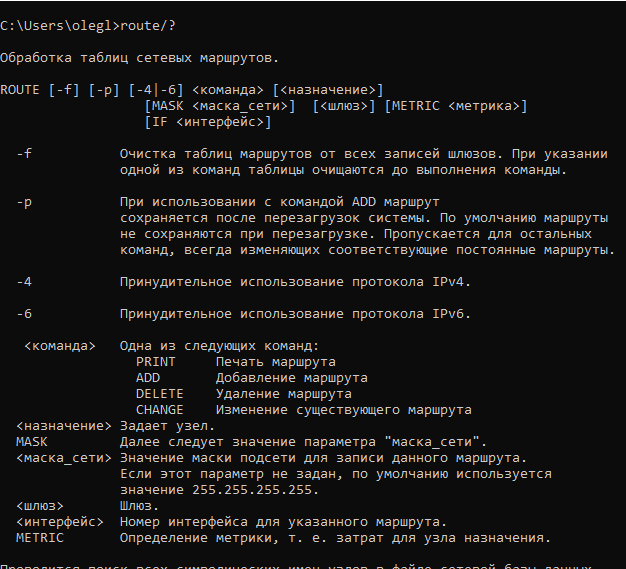 C:\Users\olegl>route/?
Обработка таблиц сетевых маршрутов.
ROUTE [-f] [-p] [-4|-6] <команда> [<назначение>]
[MASK <маска_сети>] [<шлюз>] [METRIC <метрика>]
[IF <интерфейс>]
-f Очистка таблиц маршрутов от всех записей шлюзов. При указании
одной из команд таблицы очищаются до выполнения команды.
-p При использовании с командой ADD маршрут
сохраняется после перезагрузок системы. По умолчанию маршруты
не сохраняются при перезагрузке. Пропускается для остальных
команд, всегда изменяющих соответствующие постоянные маршруты.
-4 Принудительное использование протокола IPv4.
-6 Принудительное использование протокола IPv6.
<команда> Одна из следующих команд:
PRINT Печать маршрута
ADD Добавление маршрута
DELETE Удаление маршрута
CHANGE Изменение существующего маршрута
<назначение> Задает узел.
MASK Далее следует значение параметра "маска_сети".
<маска_сети> Значение маски подсети для записи данного маршрута.
Если этот параметр не задан, по умолчанию используется
значение 255.255.255.255.
<шлюз> Шлюз.
<интерфейс> Номер интерфейса для указанного маршрута.
METRIC Определение метрики, т. е. затрат для узла назначения.
Проводится поиск всех символических имен узлов в файле сетевой базы данных